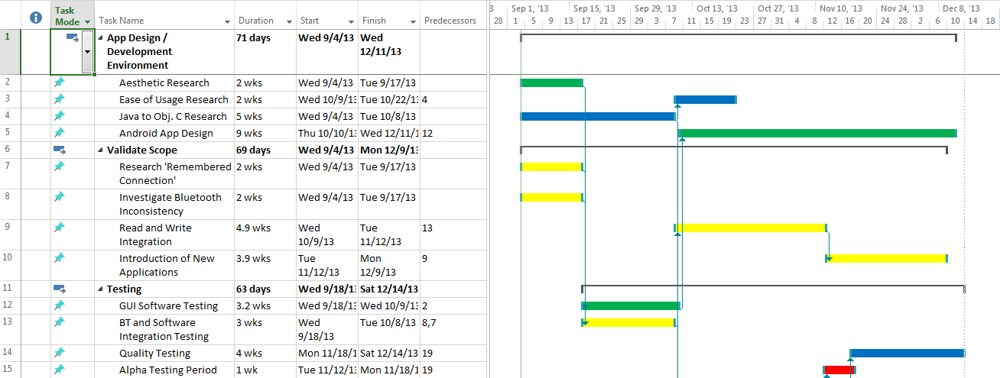 Task Mode Task Name Duration Start Finish Predecessors
3 Sep 1, '13 Sep 15, '13 Sep 29, '13 Oct 13, '13 Oct 27, '13 Nov 10, '13 Nov 24, '13 Dec 8, '13
28 1 5 9 13 17 21 25 29 3 7 11 15 19 23 27 31 4 8 12 16 20 24 28 2 6 10 14 18
1 App Design / Development Environment 71 days Wed 9/4/13 Wed 12/11/13
2 Aesthetic Research 2 wks Wed 9/4/13 Tue 9/17/13
3 Ease of Usage Research 2 wks Wed 10/9/1 Tue 10/22/1 4
4 Java to Obj. C Research 5 wks Wed 9/4/13 Tue 10/8/13
5 Android App Design 9 wks Thu 10/10/ Wed 12/11/1 12
6 Validate Scope 69 days Wed 9/4/13 Mon 12/9/13
7 Research 'Remembered Connection' 2 wks Wed 9/4/13 Tue 9/17/13
8 Investigate Bluetooth Inconsistency 2 wks Wed 9/4/13 Tue 9/17/13
9 Read and Write Integration 4.9 wks Wed 10/9/13 Tue 11/12/13 13
10 Introduction of New Applications 3.9 wks Tue 11/12/13 Mon 12/9/13 9
11 Testing 63 days Wed 9/18/1 Sat 12/14/13
12 GUI Software Testing 3.2 wks Wed 9/18/1 Wed 10/9/13 2
13 BT and Software Integration Testing 3 wks Wed 9/18/13 Tue 10/8/13 8,7
14 Quality Testing 4 wks Mon 11/18/1 Sat 12/14/13 19
15 Alpha Testing Period 1 wk Tue 11/12/1 Mon 11/18/1 19